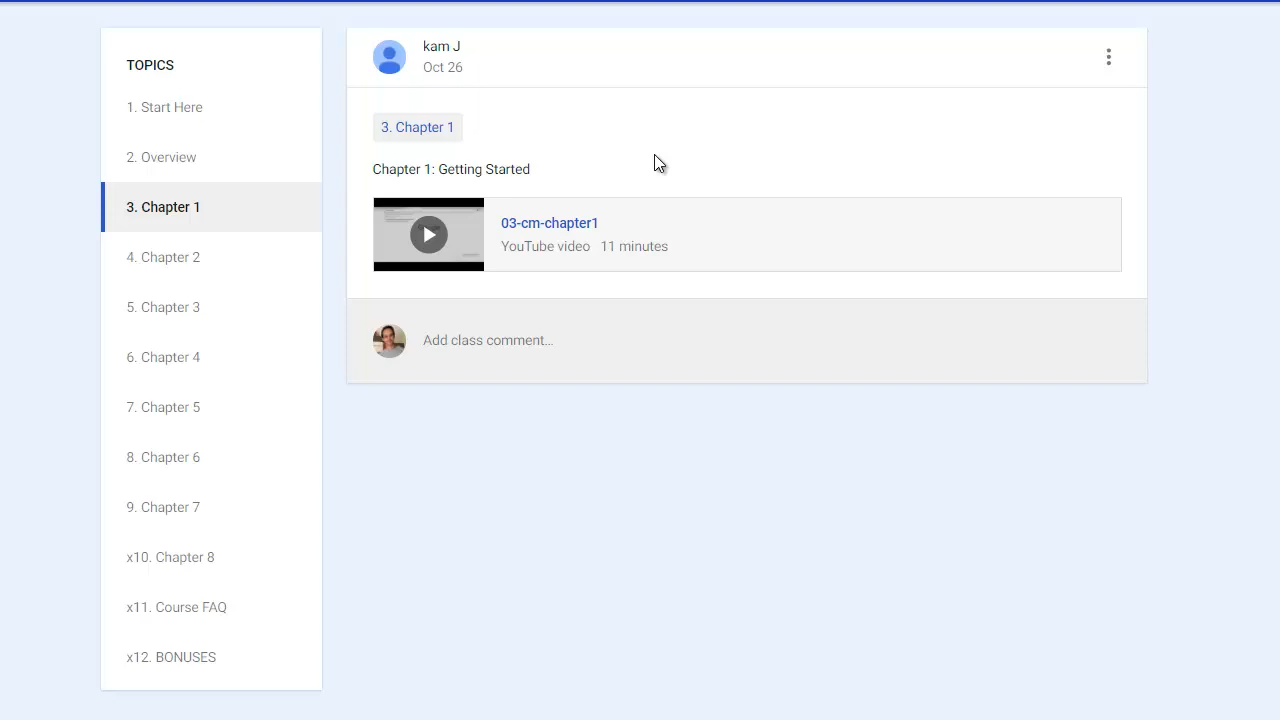 TOPICS
1. Start Here
2. Overview
3. Chapter 1
4. Chapter 2
5. Chapter 3
6. Chapter 4
7. Chapter 5
8. Chapter 6
9. Chapter 7
x10. Chapter 8
x11. Course FAQ
x12. BONUSES
kam J
Oct 26
3. Chapter 1
Chapter 1: Getting Started
03-cm-chapter1
YouTube video 11 minutes
Add class comment...